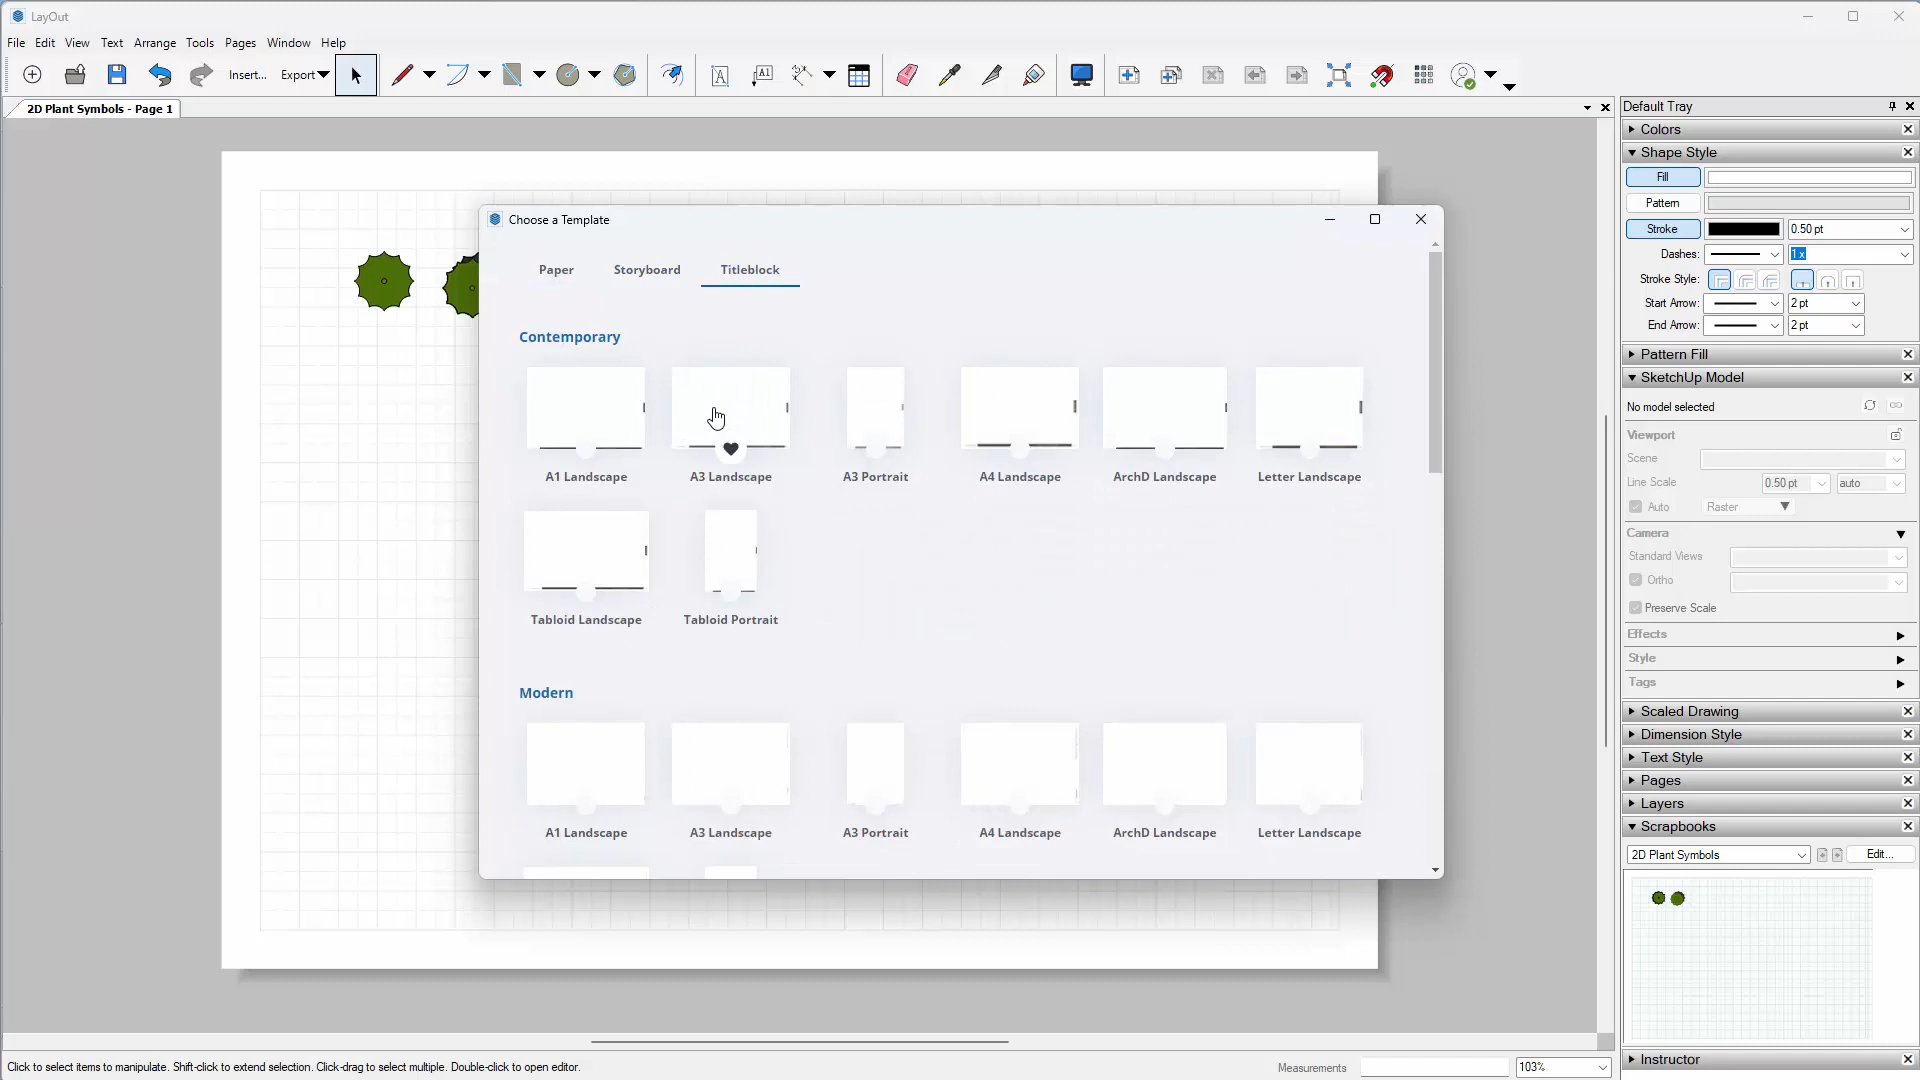 LayOut
File Edit View Text Arrange Tools Pages Window Help
Insert... Export
2D Plant Symbols - Page 1
Choose a Template
Paper Storyboard Titleblock
Contemporary
A1 Landscape A3 Landscape A3 Portrait A4 Landscape ArchD Landscape Letter Landscape
Tabloid Landscape Tabloid Portrait
Modern
A1 Landscape A3 Landscape A3 Portrait A4 Landscape ArchD Landscape Letter Landscape
Default Tray
Colors
Shape Style
Fill
Pattern
Stroke 0.50 pt
Dashes: 1 x
Stroke Style:
Start Arrow: 2 pt
End Arrow: 2 pt
Pattern Fill
SketchUp Model
No model selected
Viewport
Scene
Line Scale 0.50 pt auto
Auto Raster
Camera
Standard Views
Ortho
Preserve Scale
Effects
Style
Tags
Scaled Drawing
Dimension Style
Text Style
Pages
Layers
Scrapbooks
2D Plant Symbols Edit...
Instructor
Click to select items to manipulate. Shift-click to extend selection. Click-drag to select multiple. Double-click to open editor.
Measurements 103%